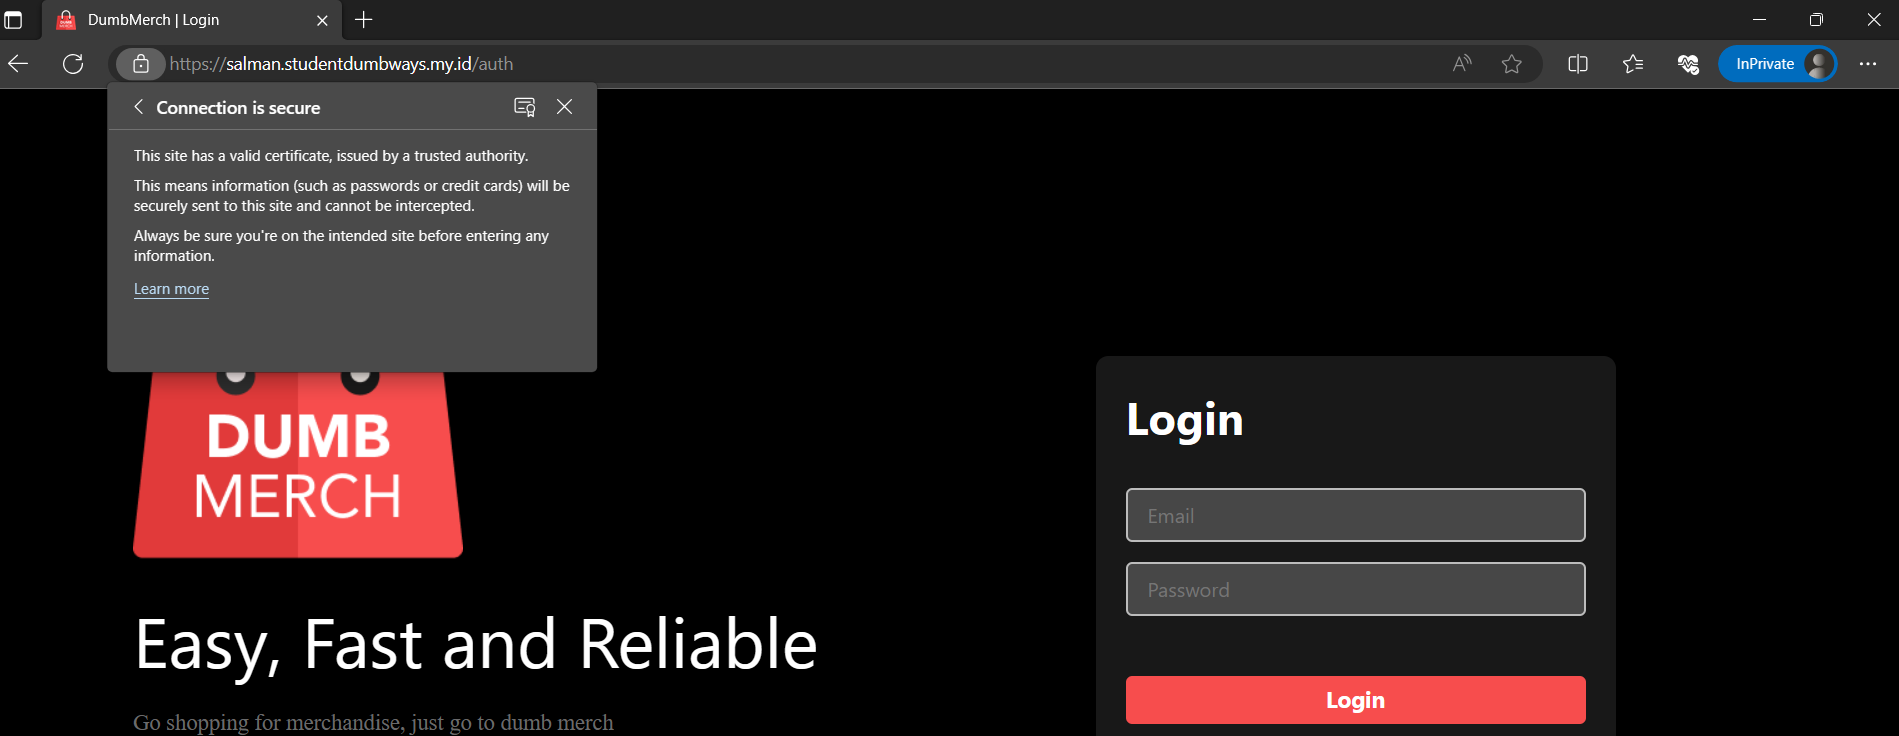 DumbMerch | Login
https://salman.studentdumbways.my.id/auth
InPrivate
Connection is secure
This site has a valid certificate, issued by a trusted authority.
This means information (such as passwords or credit cards) will be
securely sent to this site and cannot be intercepted.
Always be sure you're on the intended site before entering any
information.
Learn more
DUMB
MERCH
Easy, Fast and Reliable
Go shopping for merchandise, just go to dumb merch
Login
Email
Password
Login